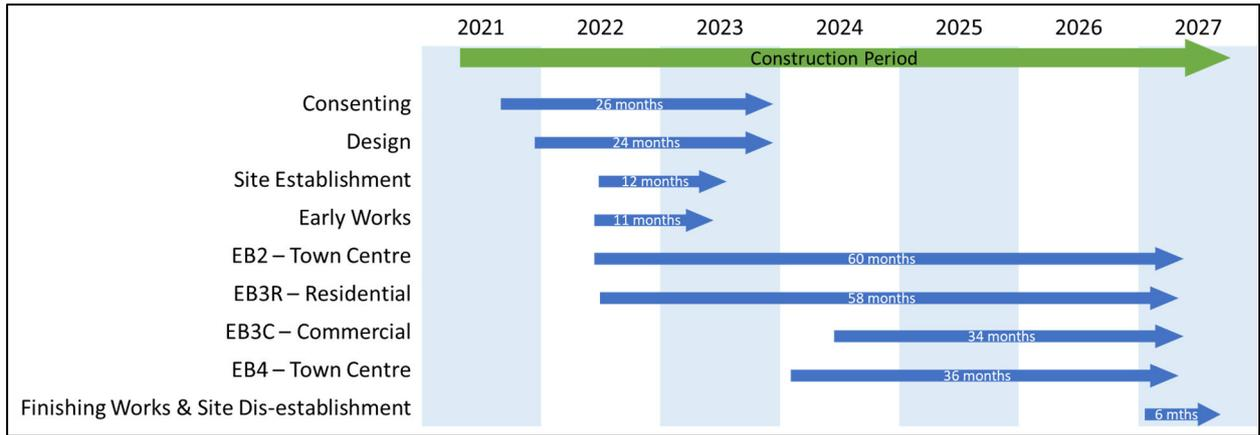 2021 2022 2023 2024 2025 2026 2027
Construction Period
Consenting 26 months
Design 24 months
Site Establishment 12 months
Early Works 11 months
EB2 – Town Centre 60 months
EB3R – Residential 58 months
EB3C – Commercial 34 months
EB4 – Town Centre 36 months
Finishing Works & Site Dis-establishment 6 mths